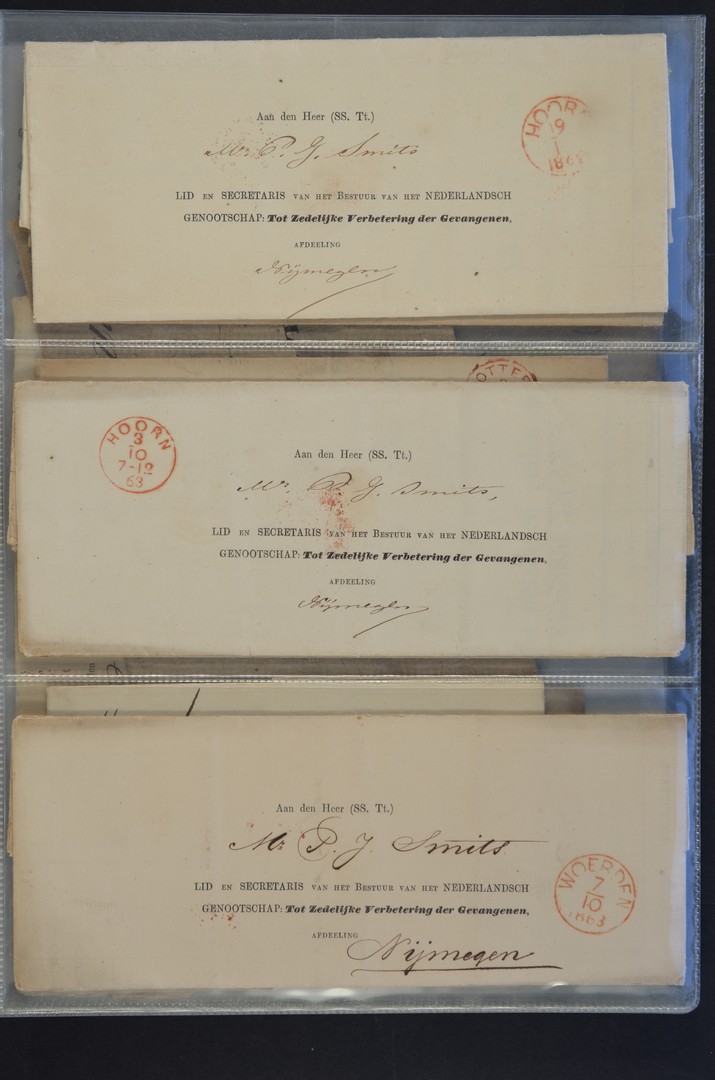 Aan den Heer (SS. Tt.)
Mr. P. J. Smits
HOORN
19
1
LID EN SECRETARIS VAN HET BESTUUR VAN HET NEDERLANDSCH
GENOOTSCHAP: Tot Zedelijke Verbetering der Gevangenen,
AFDEELING
Nijmegen
HOORN
3
10
7-12
63
Aan den Heer (SS. Tt.)
Mr. P. J. Smits,
LID EN SECRETARIS VAN HET BESTUUR VAN HET NEDERLANDSCH
GENOOTSCHAP: Tot Zedelijke Verbetering der Gevangenen,
AFDEELING
Nijmegen
Aan den Heer (SS. Tt.)
Mr P. J. Smits
WOERDEN
7
10
1863
LID EN SECRETARIS VAN HET BESTUUR VAN HET NEDERLANDSCH
GENOOTSCHAP: Tot Zedelijke Verbetering der Gevangenen,
AFDEELING
Nijmegen